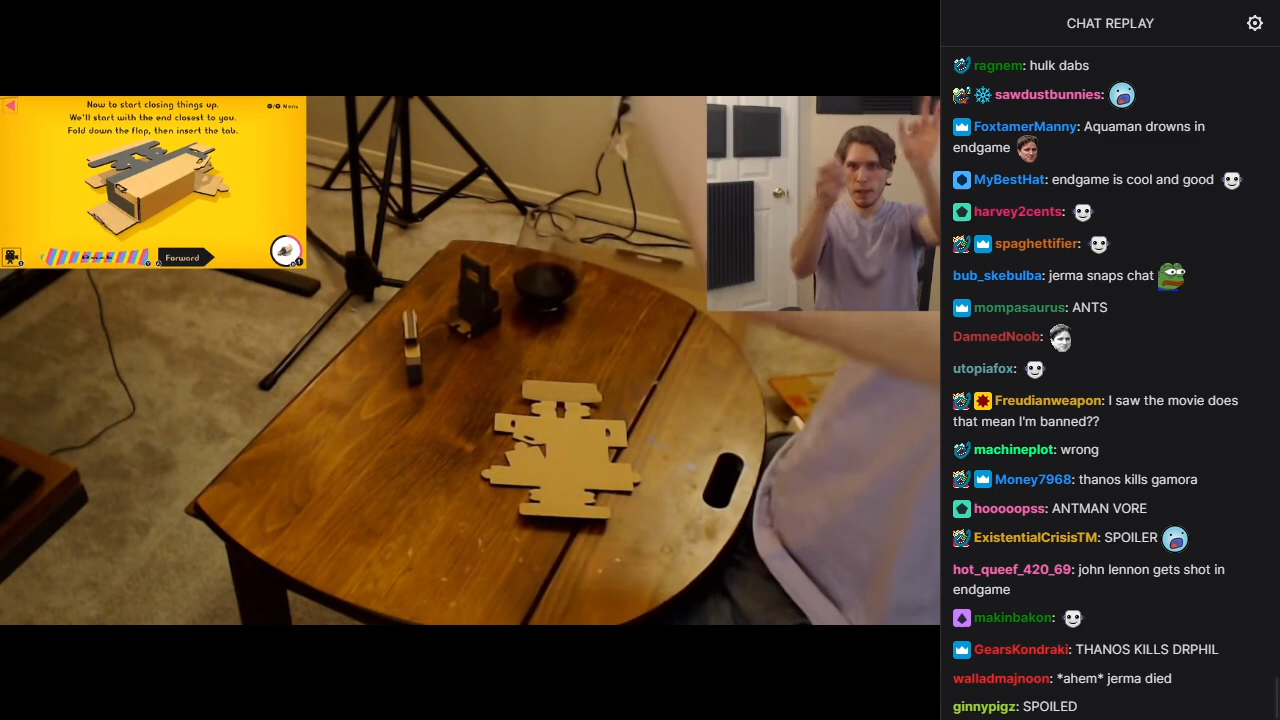 Now to start closing things up.
We'll start with the end closest to you.
Fold down the flap, then insert the tab.
Menu
Forward
CHAT REPLAY
ragnem: hulk dabs
sawdustbunnies:
FoxtamerManny: Aquaman drowns in
endgame
MyBestHat: endgame is cool and good
harvey2cents:
spaghettifier:
bub_skebulba: jerma snaps chat
mompasaurus: ANTS
DamnedNoob:
utopiafox:
Freudianweapon: I saw the movie does
that mean I'm banned??
machineplot: wrong
Money7968: thanos kills gamora
hooooopss: ANTMAN VORE
ExistentialCrisisTM: SPOILER
hot_queef_420_69: john lennon gets shot in
endgame
makinbakon:
GearsKondraki: THANOS KILLS DRPHIL
walladmajnoon: *ahem* jerma died
ginnypigz: SPOILED